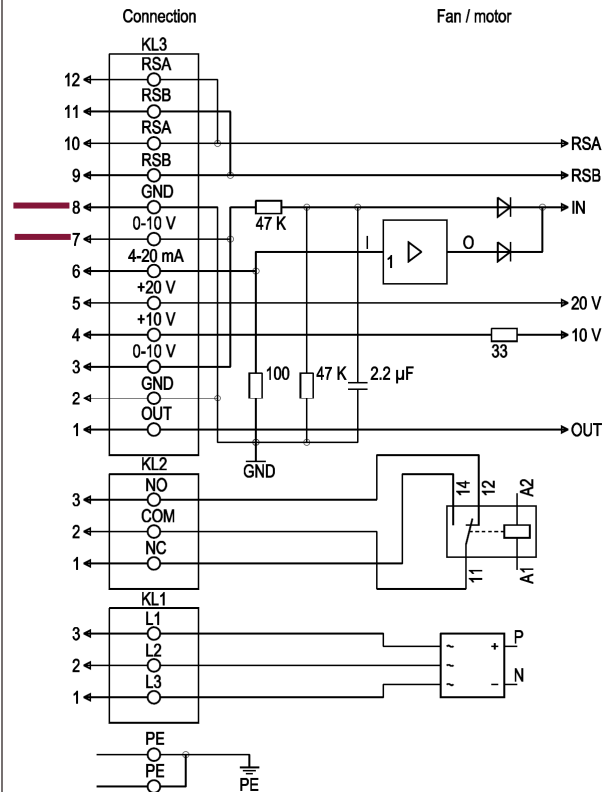 Connection Fan / motor
KL3
RSA
12
RSB
11
RSA
10 RSA
RSB
9 RSB
GND
8 IN
47 K
0-10 V
7 I O
4-20 mA 1
6
+20 V
5 20 V
+10 V
4 10 V
33
0-10 V
3
100 47 K 2.2 µF
GND
2
OUT
1 OUT
GND
KL2
NO
3 14 12 A2
COM
2
NC
1 11 A1
KL1
L1
3 P
~ +
L2
2 ~
N
L3 ~ –
1
PE
PE
PE